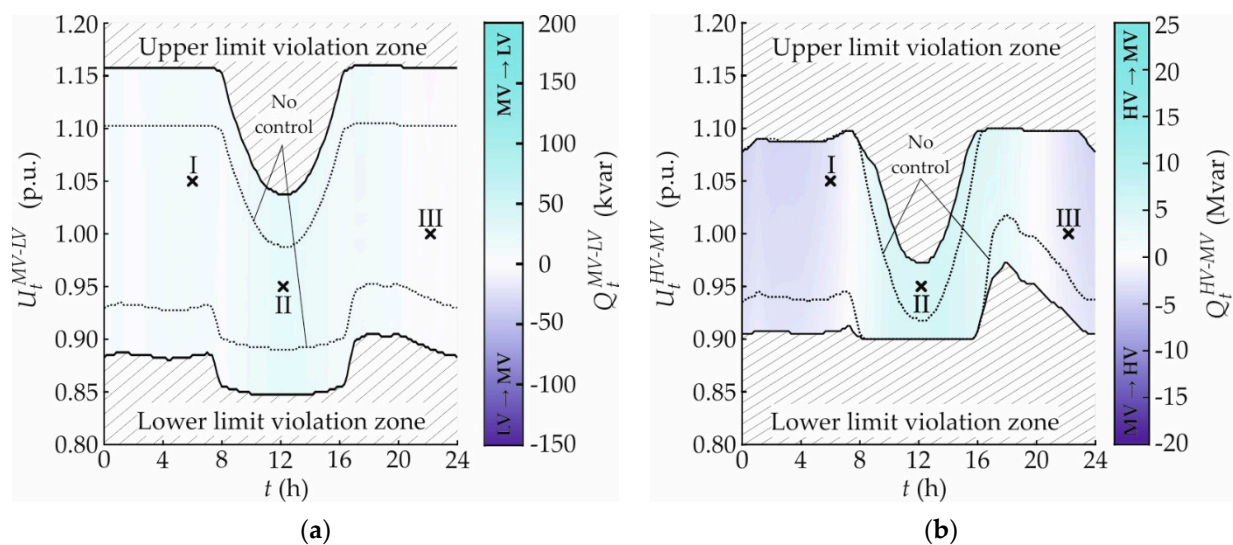 1.20
1.15
1.10
1.05
1.00
0.95
0.90
0.85
0.80
U_t^{MV-LV} (p.u.)
Upper limit violation zone
No
control
I
II
III
Lower limit violation zone
0 4 8 12 16 20 24
t (h)
200
150
100
50
0
-50
-100
-150
MV → LV
LV → MV
Q_t^{MV-LV} (kvar)
(a)
1.20
1.15
1.10
1.05
1.00
0.95
0.90
0.85
0.80
U_t^{HV-MV} (p.u.)
Upper limit violation zone
No
control
I
II
III
Lower limit violation zone
0 4 8 12 16 20 24
t (h)
25
20
15
10
5
0
-5
-10
-15
-20
HV → MV
MV → HV
Q_t^{HV-MV} (Mvar)
(b)